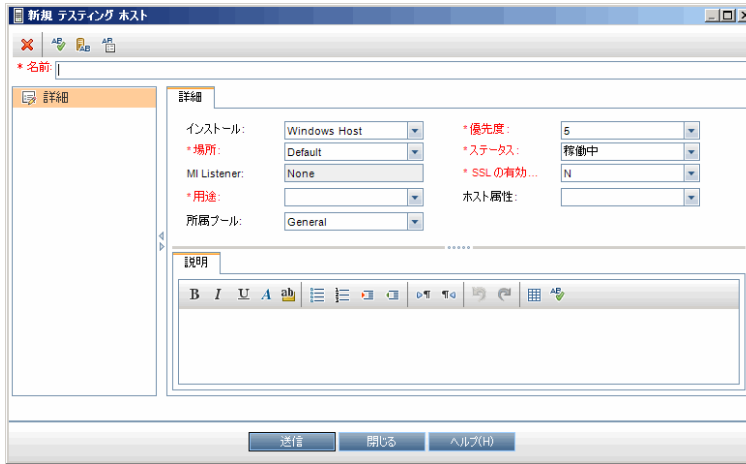 新規 テスティング ホスト
* 名前:
詳細
詳細
インストール: Windows Host
*優先度: 5
*場所: Default
*ステータス: 稼働中
MI Listener: None
* SSL の有効... N
*用途:
ホスト属性:
所属プール: General
説明
B I U A ab
送信 閉じる ヘルプ(H)